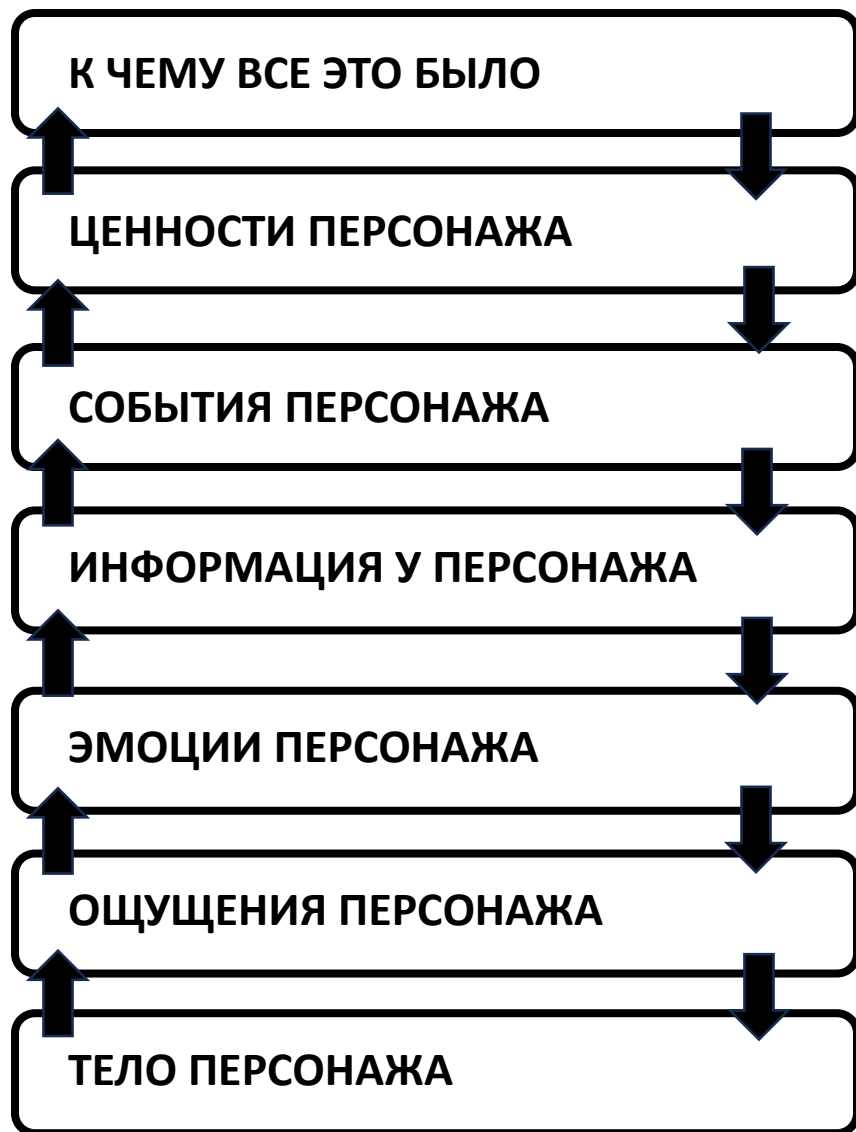 К ЧЕМУ ВСЕ ЭТО БЫЛО
ЦЕННОСТИ ПЕРСОНАЖА
СОБЫТИЯ ПЕРСОНАЖА
ИНФОРМАЦИЯ У ПЕРСОНАЖА
ЭМОЦИИ ПЕРСОНАЖА
ОЩУЩЕНИЯ ПЕРСОНАЖА
ТЕЛО ПЕРСОНАЖА